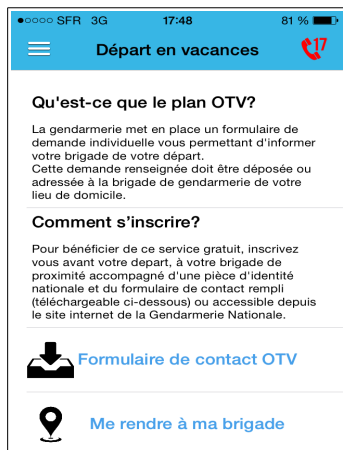 ●○○○○ SFR 3G 17:48 81 %
Départ en vacances 17
Qu'est-ce que le plan OTV?
La gendarmerie met en place un formulaire de
demande individuelle vous permettant d'informer
votre brigade de votre départ.
Cette demande renseignée doit être déposée ou
adressée à la brigade de gendarmerie de votre
lieu de domicile.
Comment s'inscrire?
Pour bénéficier de ce service gratuit, inscrivez
vous avant votre depart, à votre brigade de
proximité accompagné d'une pièce d'identité
nationale et du formulaire de contact rempli
(téléchargeable ci-dessous) ou accessible depuis
le site internet de la Gendarmerie Nationale.
Formulaire de contact OTV
Me rendre à ma brigade